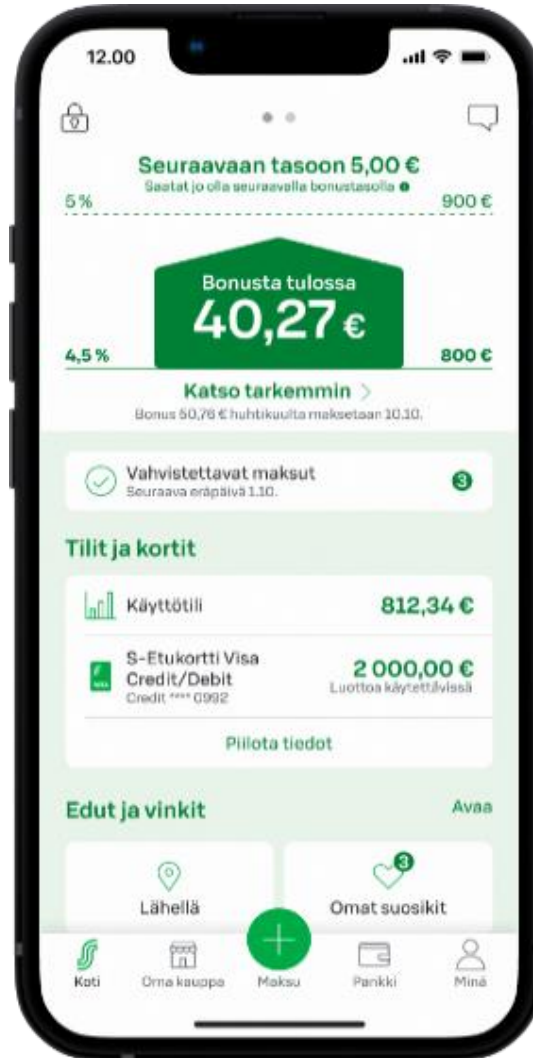 12.00
Seuraavaan tasoon 5,00 €
Saatat jo olla seuraavalla bonustasolla
5 %
900 €
Bonusta tulossa
40,27 €
4,5 %
800 €
Katso tarkemmin >
Bonus 50,76 € huhtikuulta maksetaan 10.10.
Vahvistettavat maksut
3
Seuraava eräpäivä 1.10.
Tilit ja kortit
Käyttötili
812,34 €
S-Etukortti Visa
Credit/Debit
Credit **** 0992
2 000,00 €
Luottoa käytettävissä
Piilota tiedot
Edut ja vinkit
Avaa
Lähellä
3
Omat suosikit
Koti
Oma kauppa
Maksu
Pankki
Minä